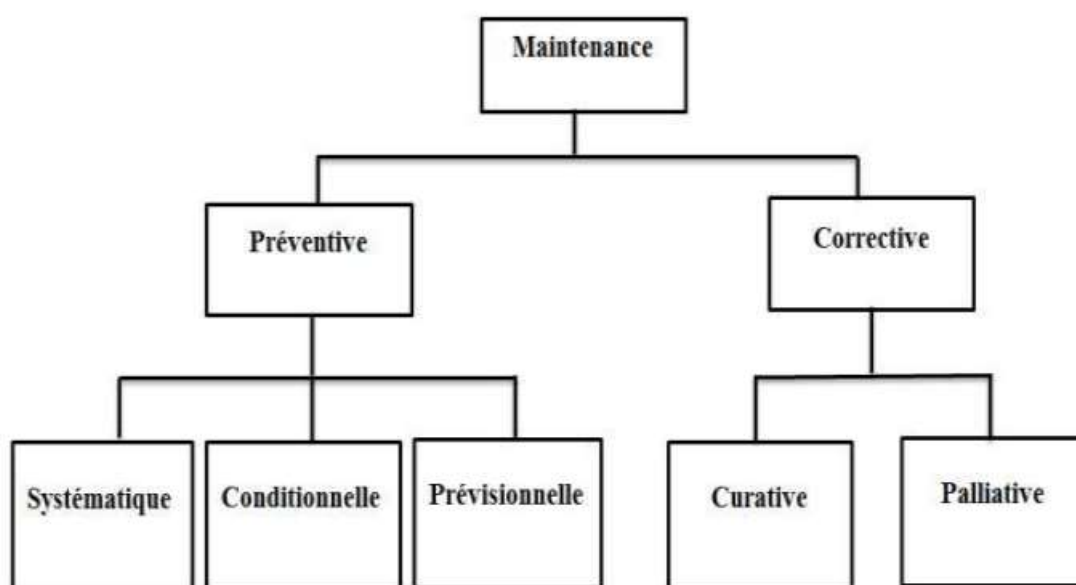 Maintenance
Préventive
Corrective
Systématique
Conditionnelle
Prévisionnelle
Curative
Palliative